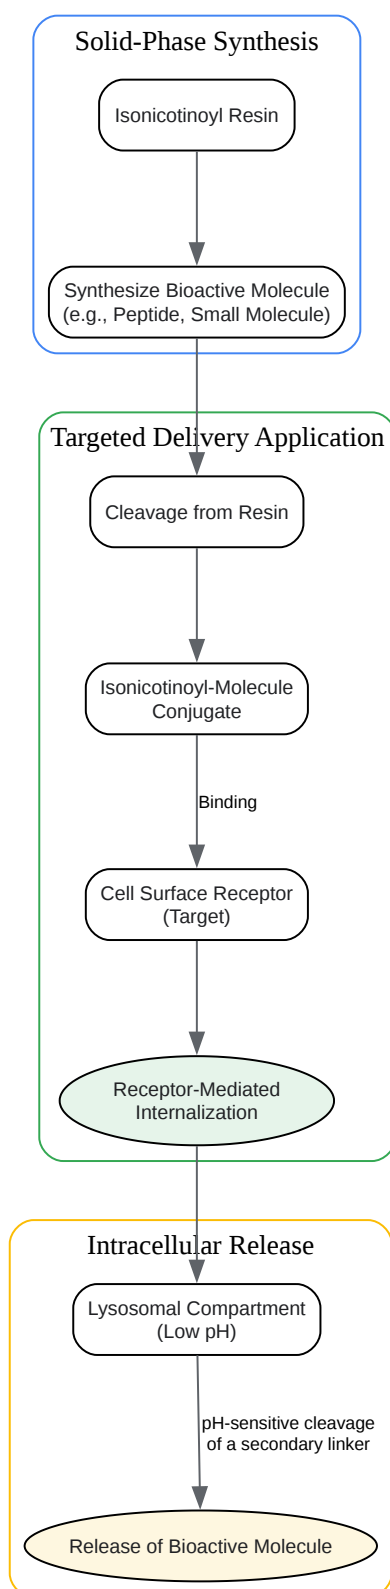 Solid-Phase Synthesis
Isonicotinoyl Resin
Synthesize Bioactive Molecule
(e.g., Peptide, Small Molecule)
Targeted Delivery Application
Cleavage from Resin
Isonicotinoyl-Molecule
Conjugate
Binding
Cell Surface Receptor
(Target)
Receptor-Mediated
Internalization
Intracellular Release
Lysosomal Compartment
(Low pH)
pH-sensitive cleavage
of a secondary linker
Release of Bioactive Molecule